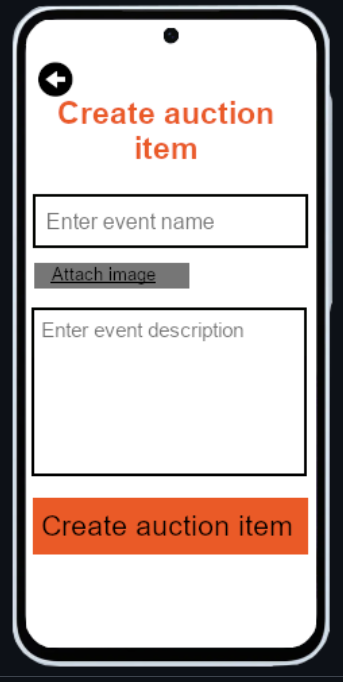 Create auction
item
Enter event name
Attach image
Enter event description
Create auction item